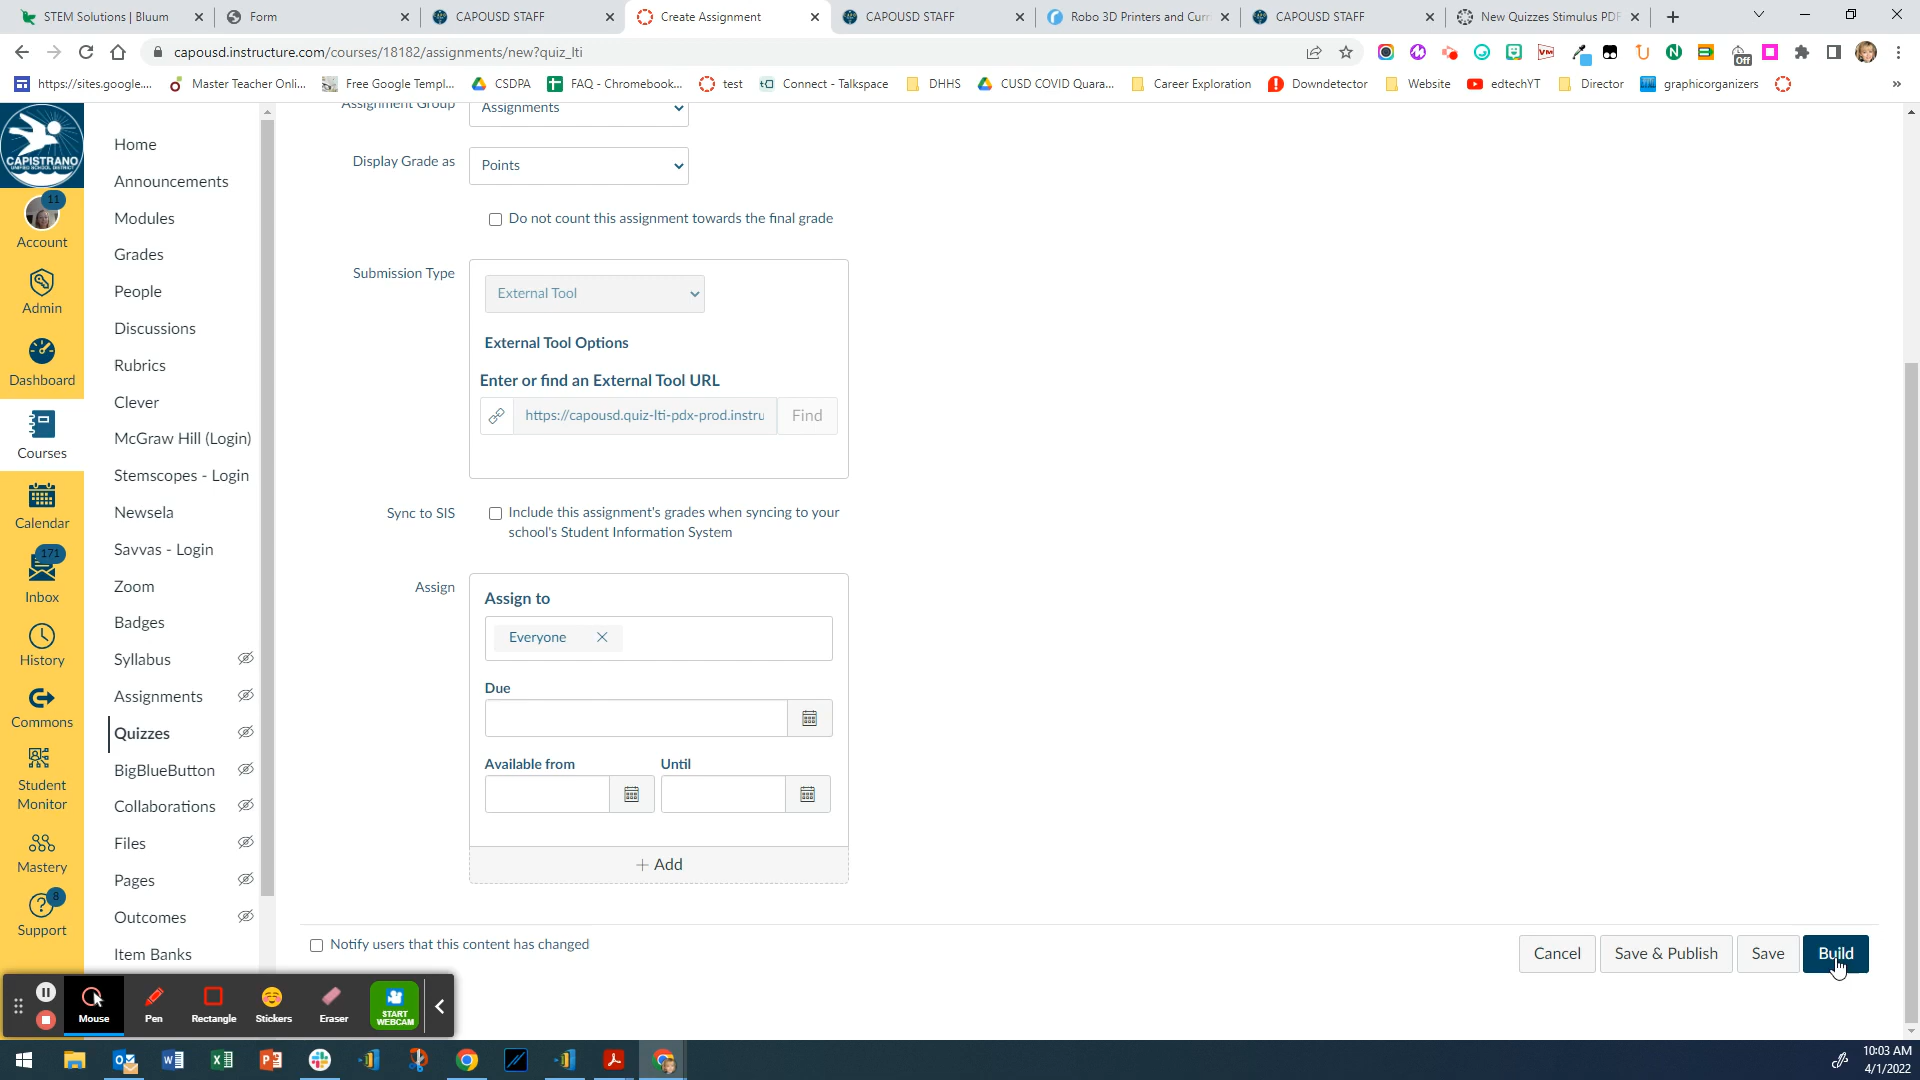 STEM Solutions | Bluum
Form
CAPOUSD STAFF
Create Assignment
CAPOUSD STAFF
Robo 3D Printers and Curr
CAPOUSD STAFF
New Quizzes Stimulus PDF
capousd.instructure.com/courses/18182/assignments/new?quiz_lti
Off
https://sites.google....
Master Teacher Onli...
Free Google Templ...
CSDPA
FAQ - Chromebook...
test
Connect - Talkspace
DHHS
CUSD COVID Quara...
Career Exploration
Downdetector
Website
edtechYT
Director
graphicorganizers
»
CAPISTRANO
UNIFIED SCHOOL DISTRICT
11
Account
Admin
Dashboard
Courses
Calendar
171
Inbox
History
Commons
Student
Monitor
Mastery
8
Support
Home
Announcements
Modules
Grades
People
Discussions
Rubrics
Clever
McGraw Hill (Login)
Stemscopes - Login
Newsela
Savvas - Login
Zoom
Badges
Syllabus
Assignments
Quizzes
BigBlueButton
Collaborations
Files
Pages
Outcomes
Item Banks
Assignment Group
Assignments
Display Grade as
Points
Do not count this assignment towards the final grade
Submission Type
External Tool
External Tool Options
Enter or find an External Tool URL
https://capousd.quiz-lti-pdx-prod.instru
Find
Sync to SIS
Include this assignment's grades when syncing to your
school's Student Information System
Assign
Assign to
Everyone
Due
Available from
Until
+ Add
Notify users that this content has changed
Cancel
Save & Publish
Save
Build
Mouse
Pen
Rectangle
Stickers
Eraser
START
WEBCAM
10:03 AM
4/1/2022